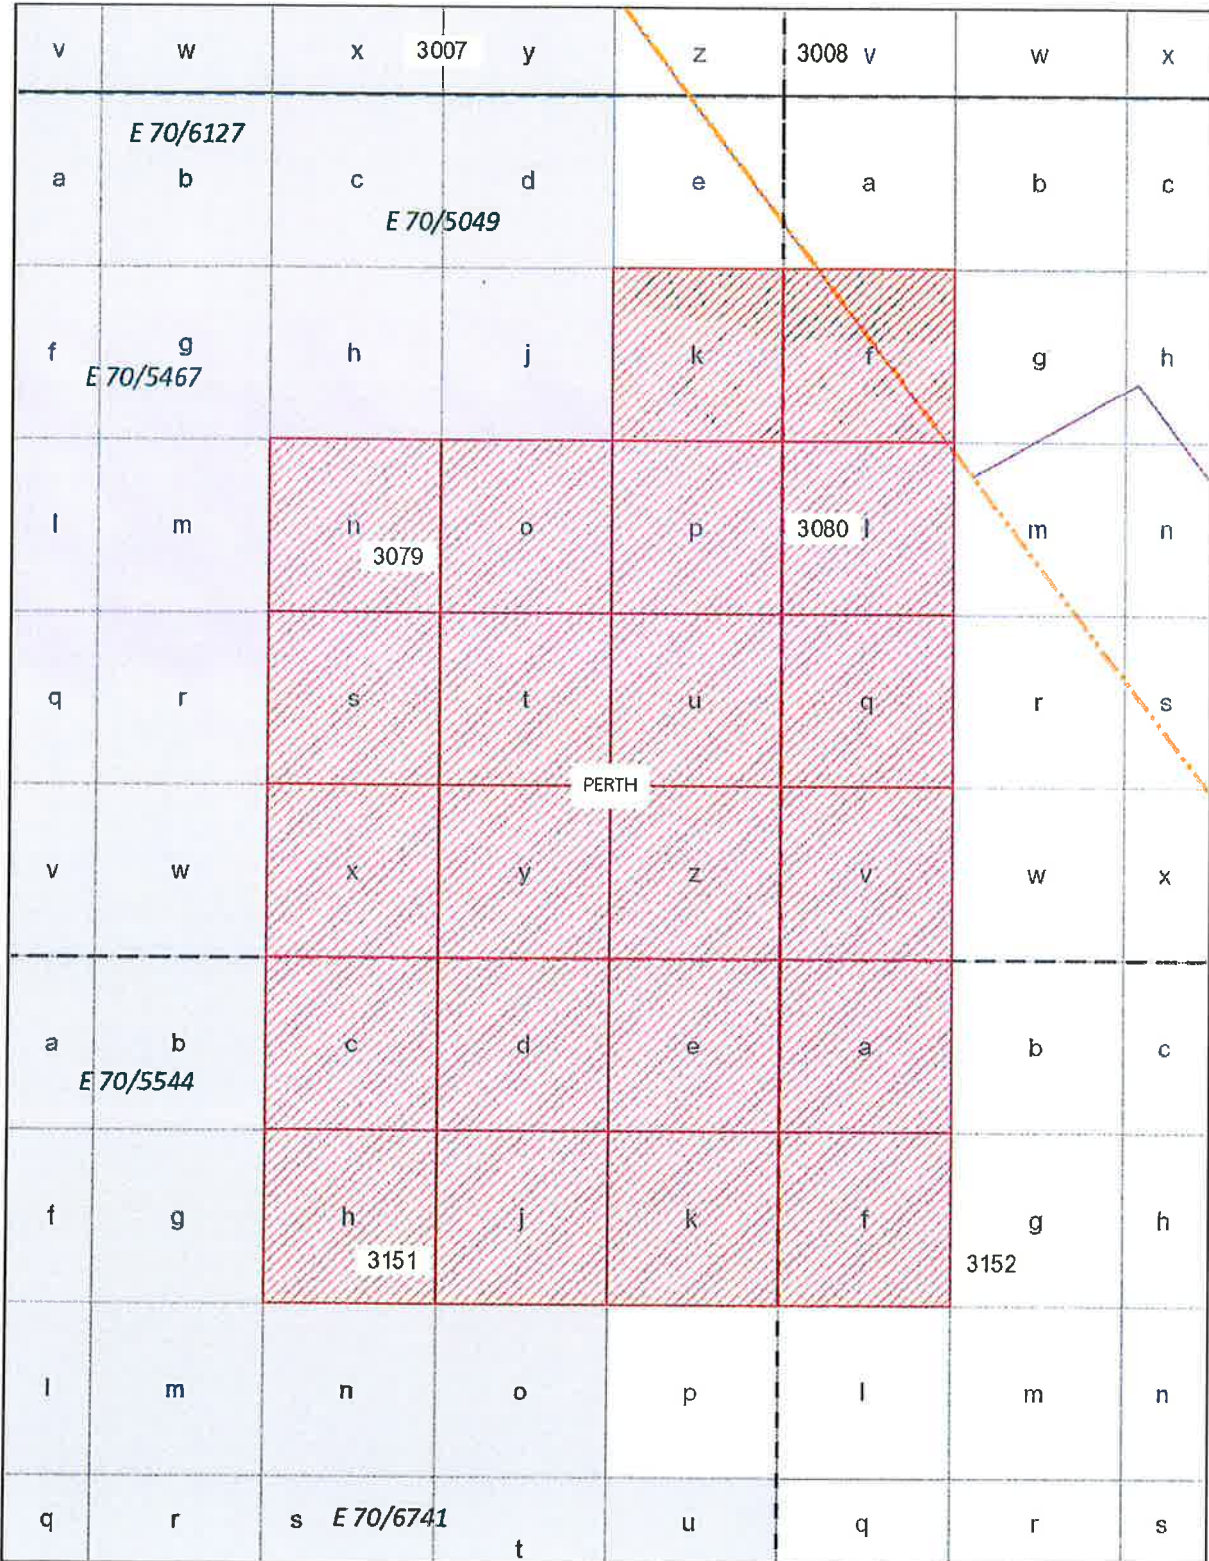 v w x 3007 y z 3008 v w x
E 70/6127
a b c d e a b c
E 70/5049
f g h j k f g h
E 70/5467
l m n o p 3080 l m n
3079
q r s t u q r s
PERTH
v w x y z v w x
a b c d e a b c
E 70/5544
f g h j k f g h
3151 3152
l m n o p l m n
q r s E 70/6741 t u q r s